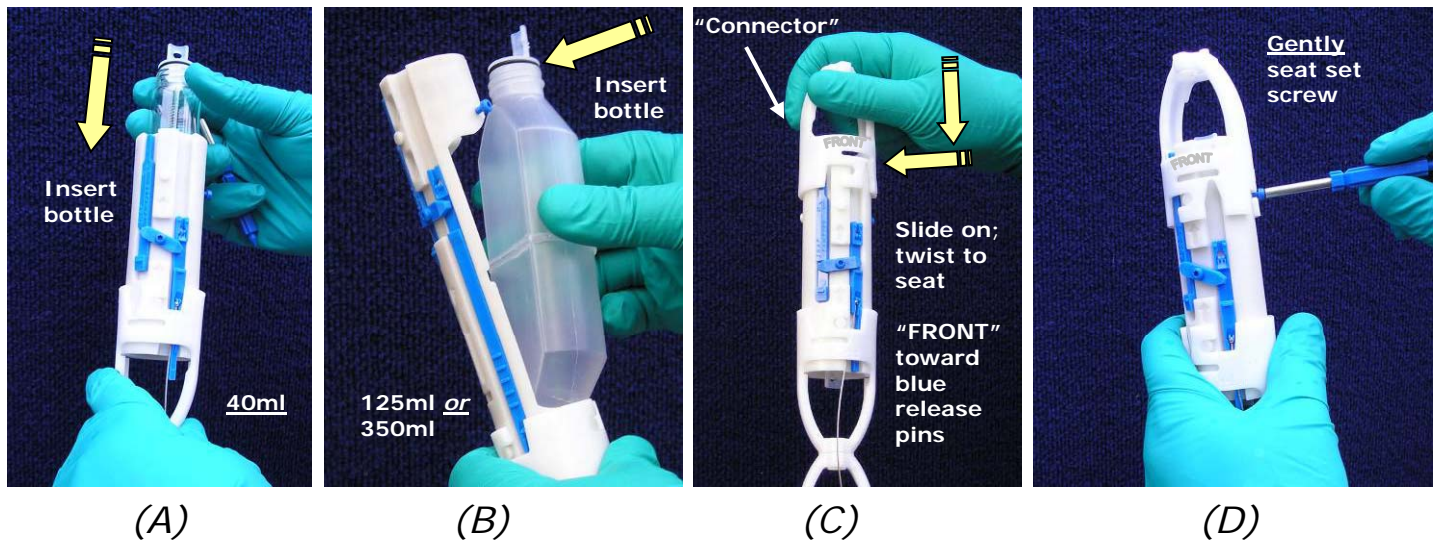 Insert
bottle
40ml
(A)
Insert
bottle
125ml or
350ml
(B)
“Connector”
FRONT
Slide on;
twist to
seat
“FRONT”
toward
blue
release
pins
(C)
Gently
seat set
screw
FRONT
(D)